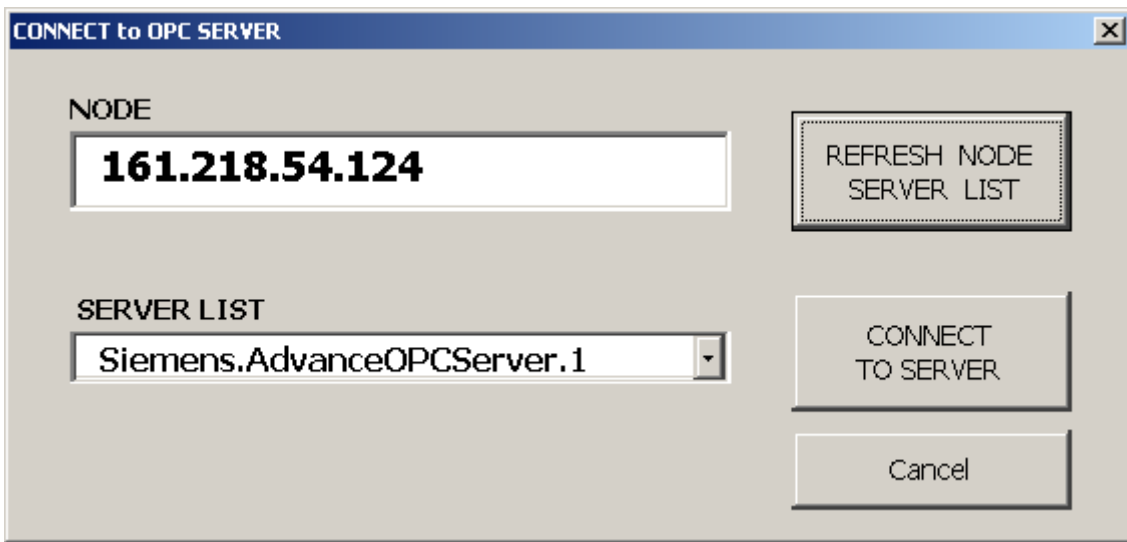 CONNECT to OPC SERVER
NODE
161.218.54.124
REFRESH NODE
SERVER LIST
SERVER LIST
Siemens.AdvanceOPCServer.1
CONNECT
TO SERVER
Cancel